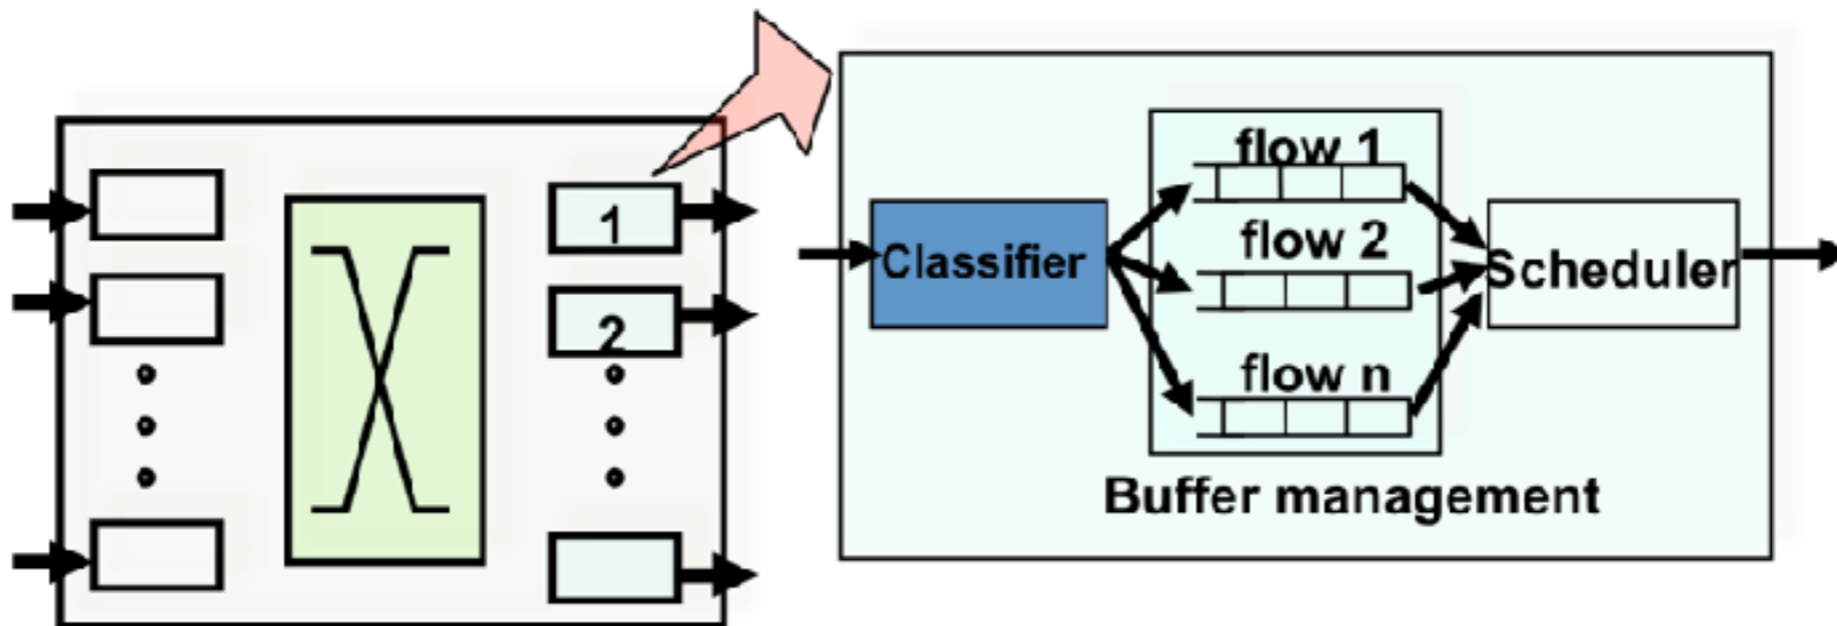 1
2
flow 1
flow 2
Classifier
Scheduler
flow n
Buffer management